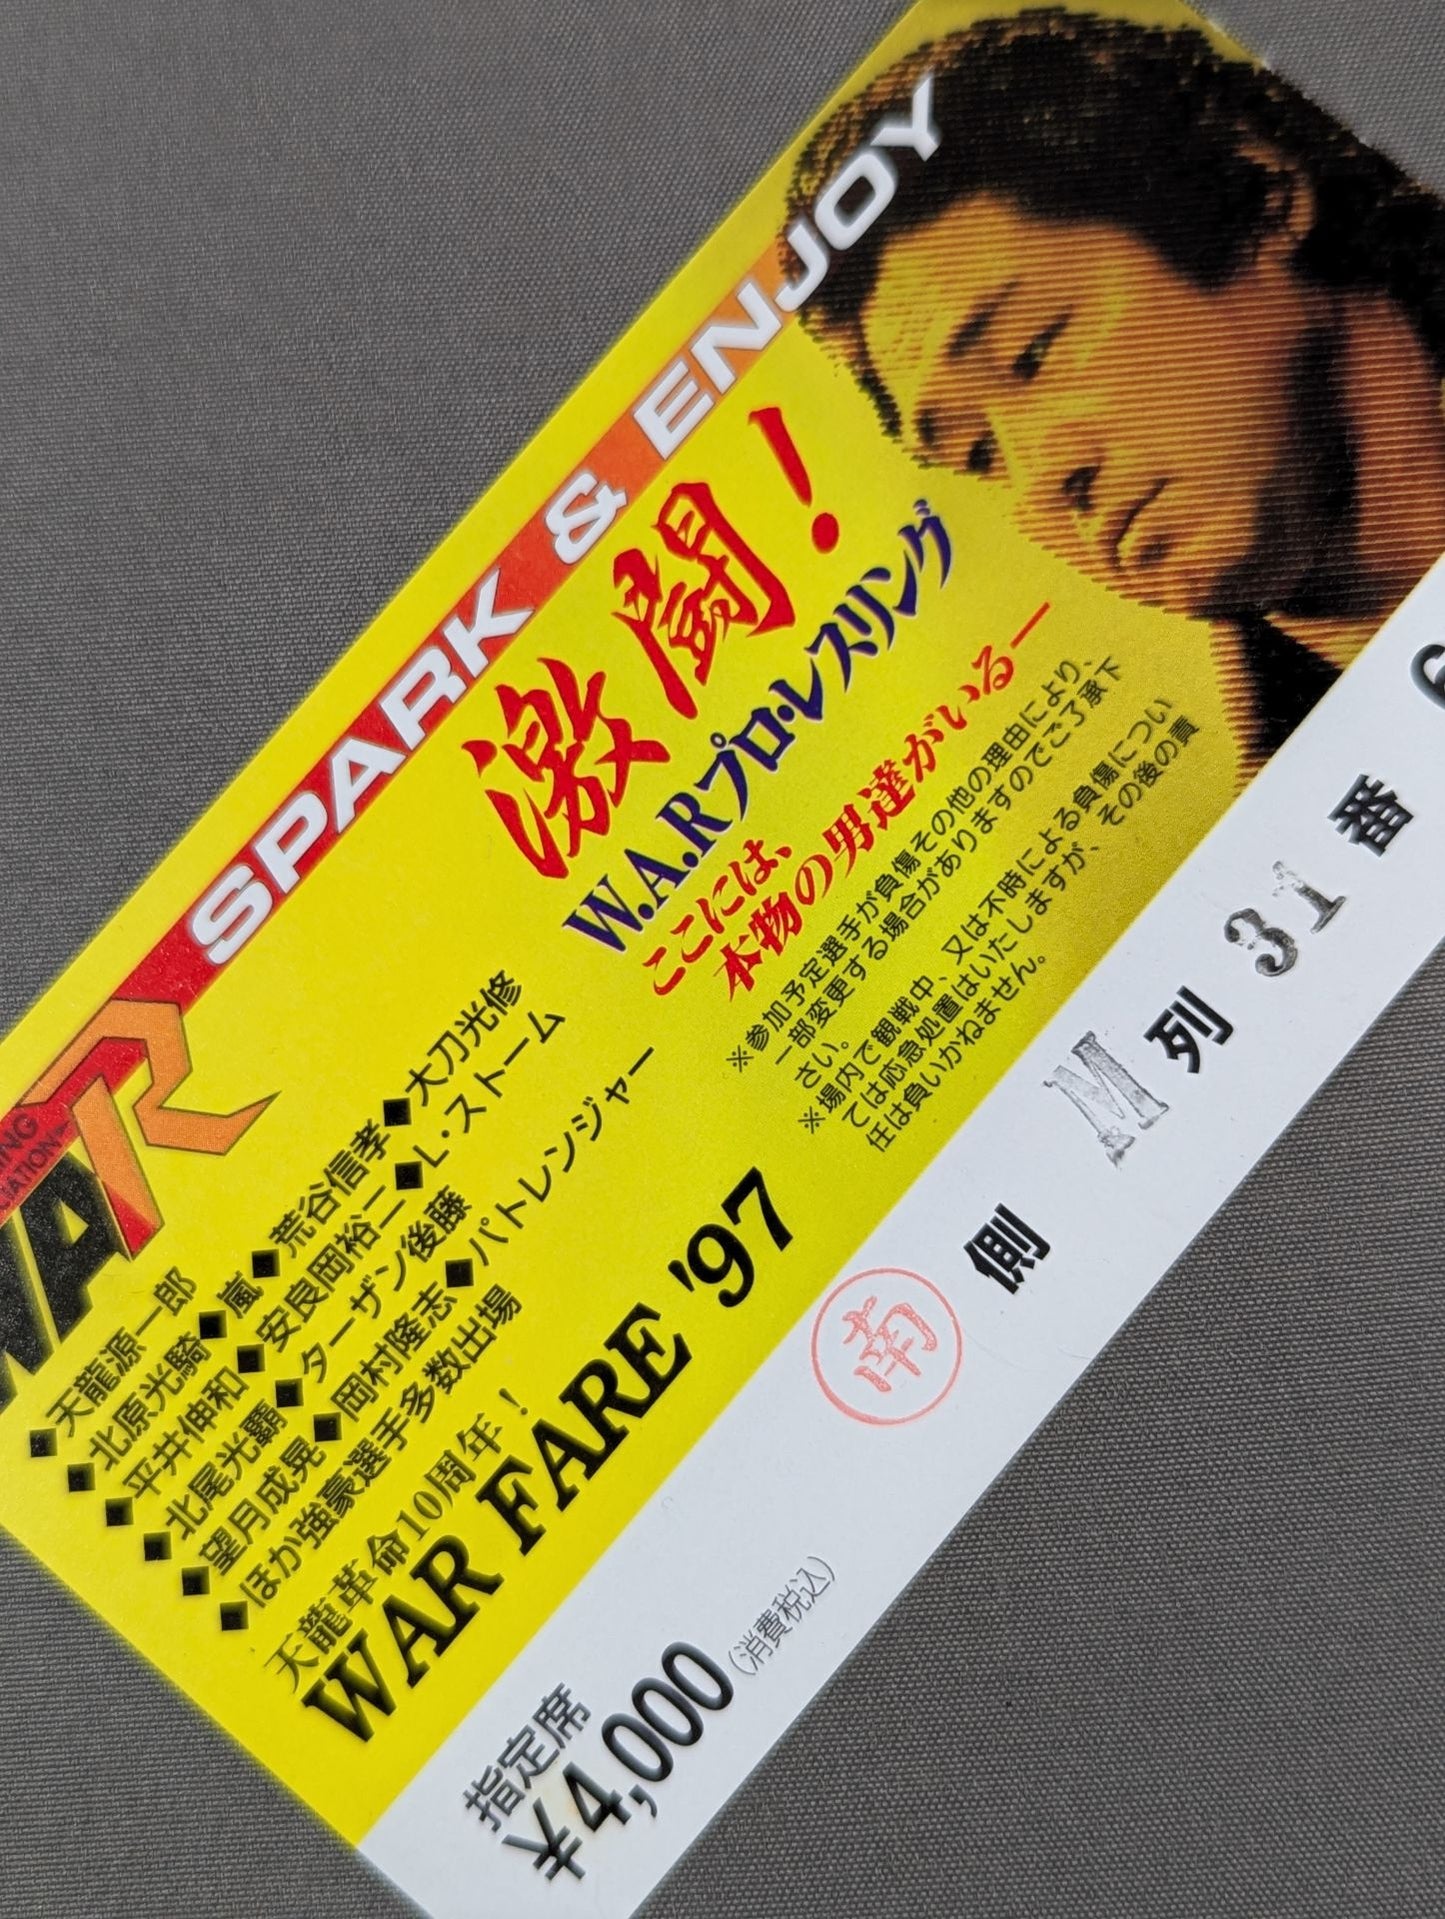 SPARK & ENJOY
激闘！
W.A.Rプロ・レスリング
ここには、
本物の男達がいるー
※参加予定選手が負傷その他の理由により、
一部変更する場合がありますのでご了承下
さい。
※場内で観戦中、又は不時による負傷につい
ては応急処置はいたしますが、その後の責
任は負いかねません。
WAR
◆天龍源一郎
◆北原光騎◆嵐◆荒谷信孝◆大刀光修
◆平井伸和◆安良岡裕二◆L・ストーム
◆北尾光覇◆ターザン後藤
◆望月成晃◆岡村隆志◆パトレンジャー
◆ほか強豪選手多数出場
天龍革命10周年！
WAR FARE '97
指定席
¥4,000(消費税込)
南側 M列 31番